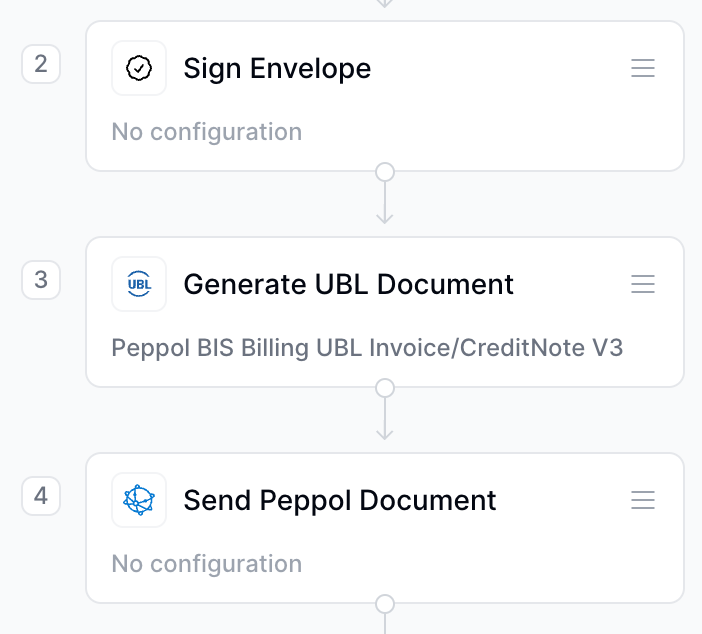 2
Sign Envelope
No configuration
3
UBL
Generate UBL Document
Peppol BIS Billing UBL Invoice/CreditNote V3
4
Send Peppol Document
No configuration